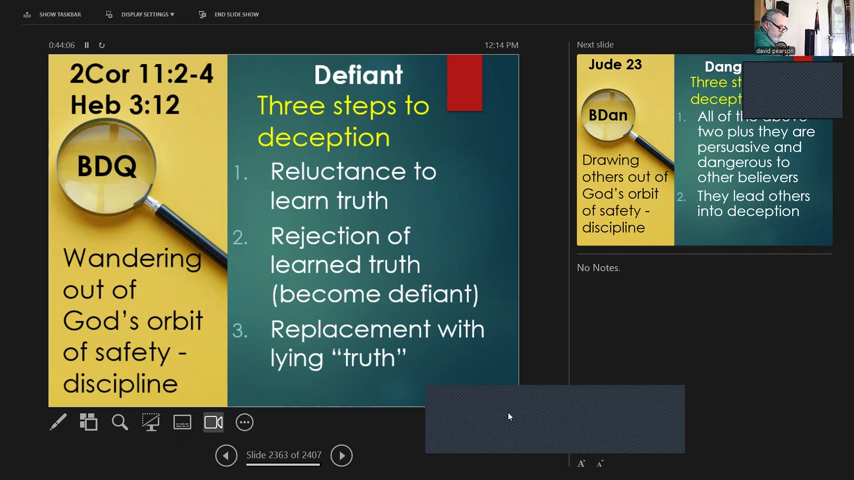 SHOW TASKBAR
DISPLAY SETTINGS ▾
END SLIDE SHOW
0:44:06
12:14 PM
2Cor 11:2-4
Heb 3:12
BDQ
Wandering
out of
God's orbit
of safety -
discipline
Defiant
Three steps to
deception
1. Reluctance to
learn truth
2. Rejection of
learned truth
(become defiant)
3. Replacement with
lying “truth”
Slide 2363 of 2407
Next slide
david pearson
Jude 23
BDan
Drawing
others out of
God's orbit
of safety -
discipline
Dang
Three st
decept
1. All of the above
two plus they are
persuasive and
dangerous to
other believers
2. They lead others
into deception
No Notes.
A A